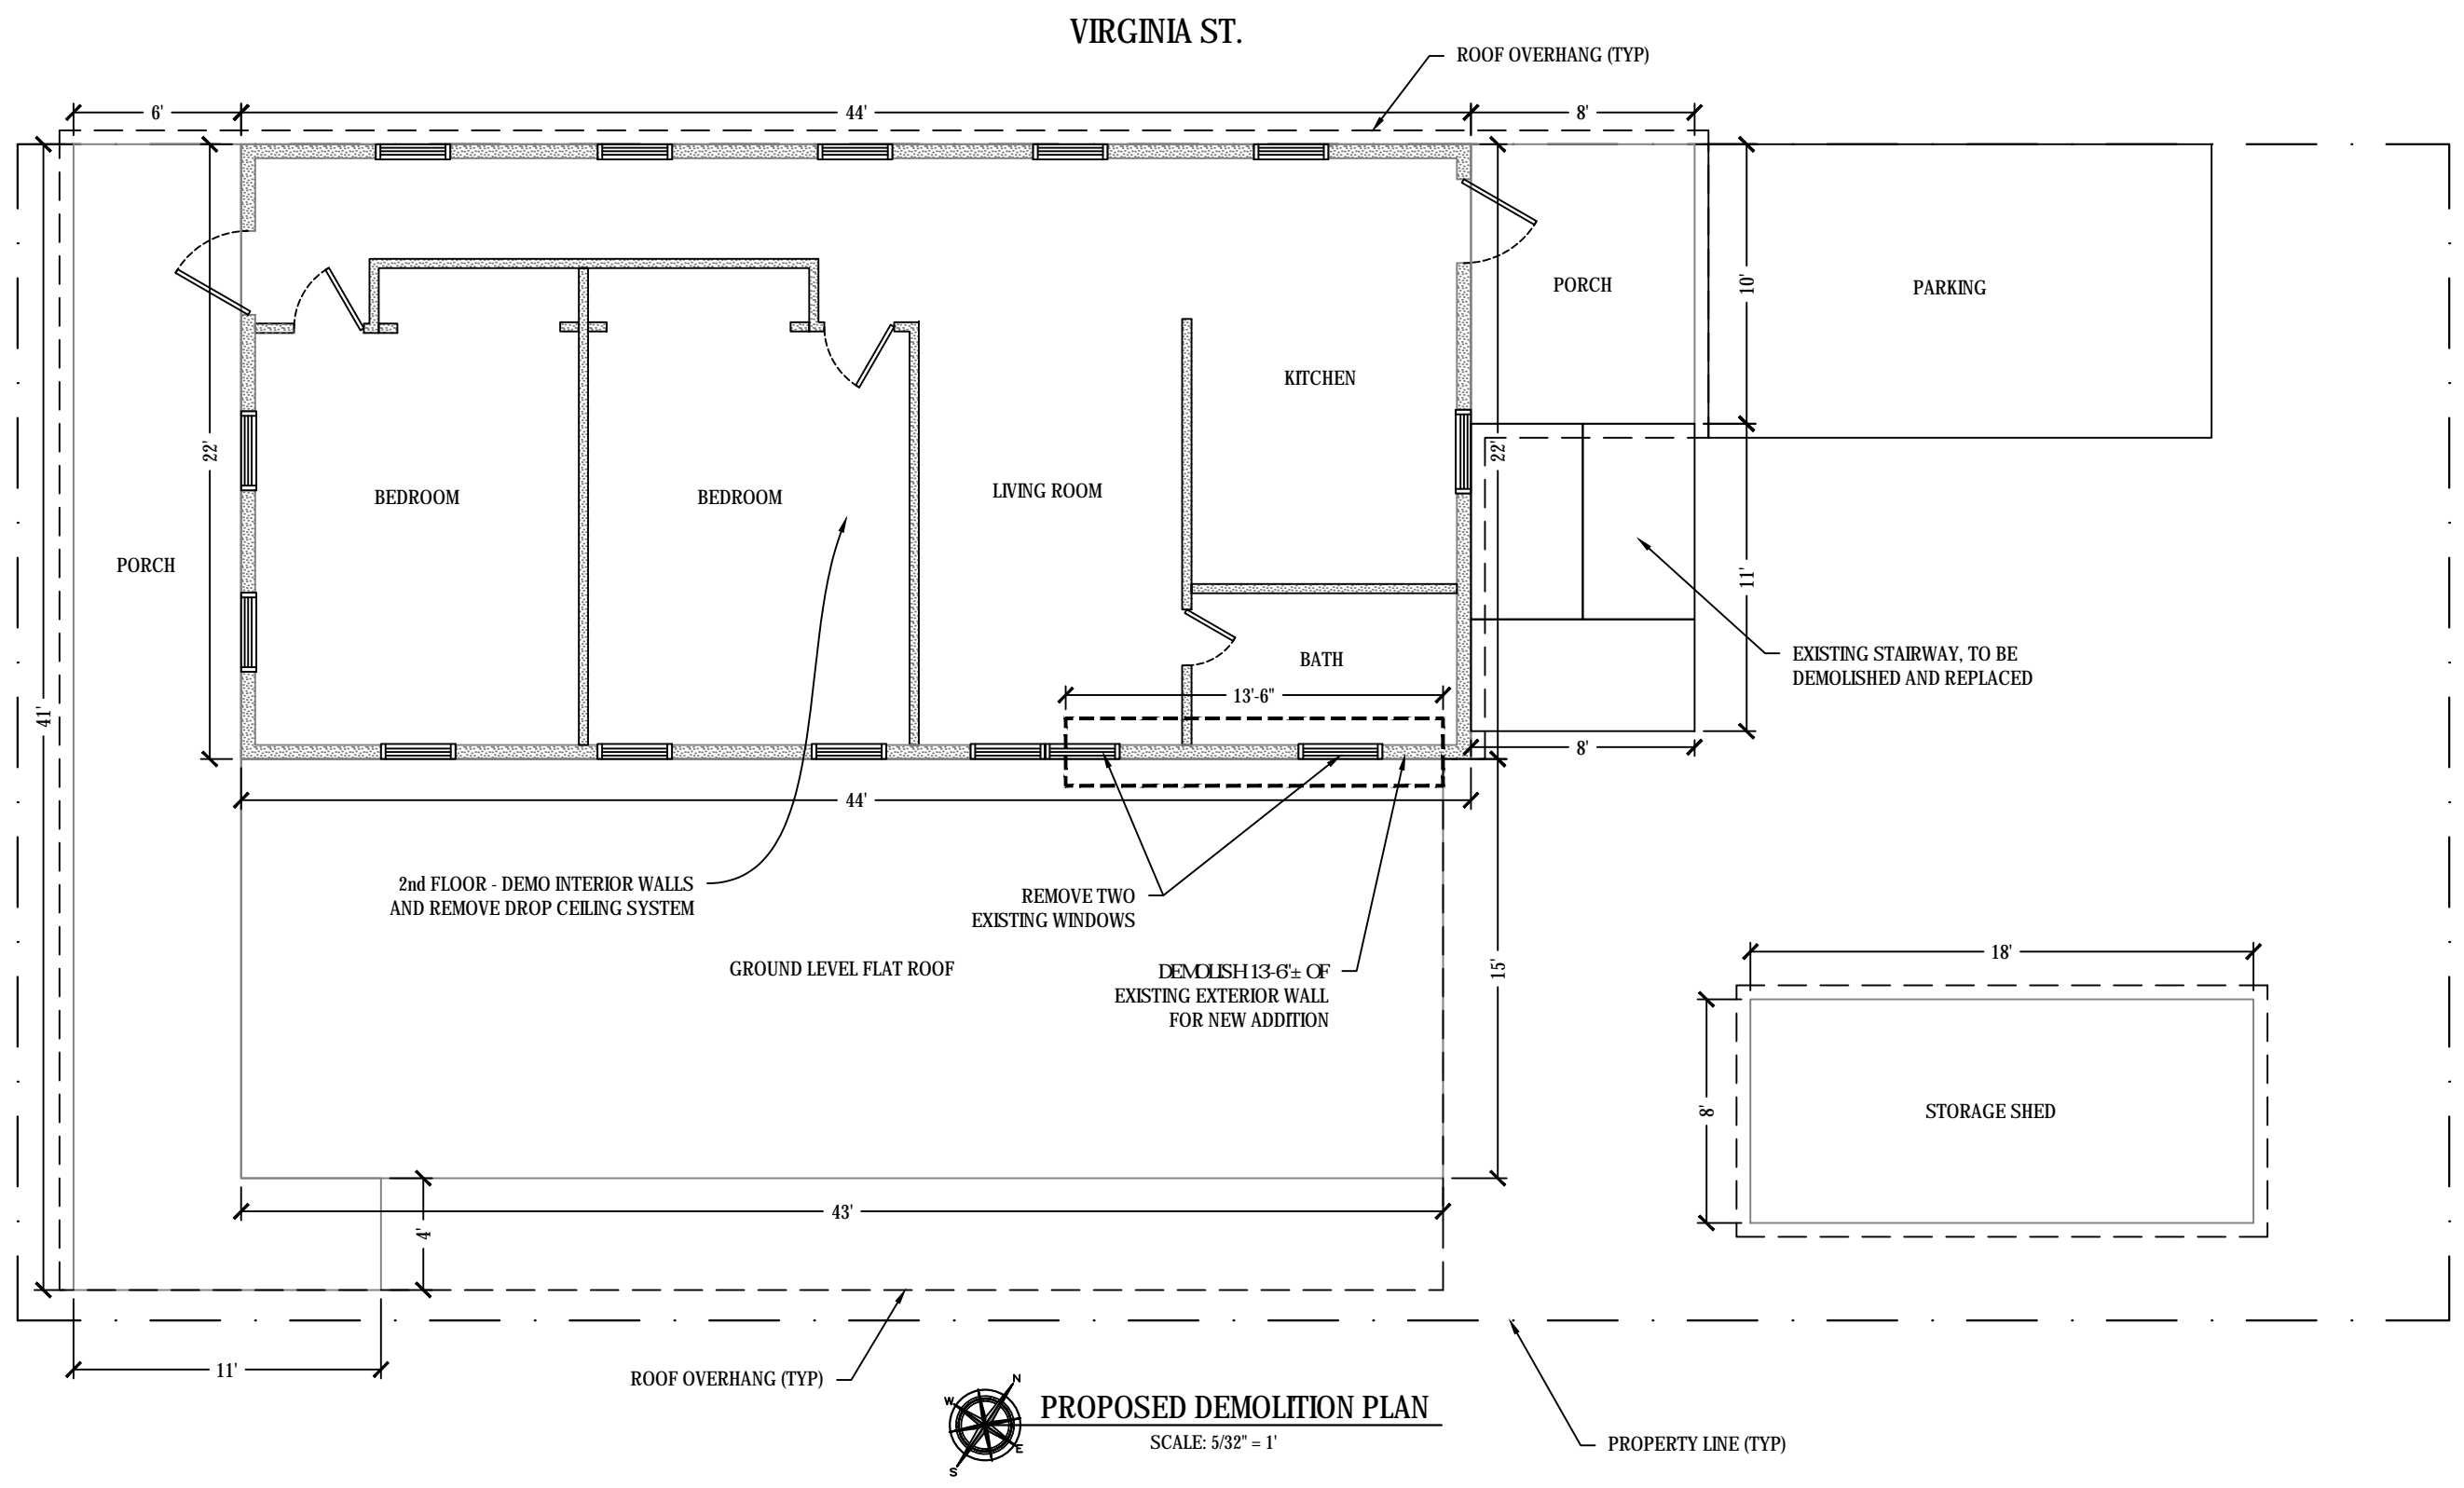 VIRGINIA ST.
ROOF OVERHANG (TYP)
6'
44'
8'
PORCH
10'
PARKING
KITCHEN
22'
22'
LIVING ROOM
BEDROOM
BEDROOM
PORCH
11'
BATH
EXISTING STAIRWAY, TO BE
DEMOLISHED AND REPLACED
13'-6"
41'
8'
44'
2nd FLOOR - DEMO INTERIOR WALLS
AND REMOVE DROP CEILING SYSTEM
REMOVE TWO
EXISTING WINDOWS
GROUND LEVEL FLAT ROOF
DEMOLISH 13'-6"± OF
EXISTING EXTERIOR WALL
FOR NEW ADDITION
15'
18'
8'
STORAGE SHED
43'
4'
11'
ROOF OVERHANG (TYP)
N
W
E
S
PROPOSED DEMOLITION PLAN
SCALE: 5/32" = 1'
PROPERTY LINE (TYP)